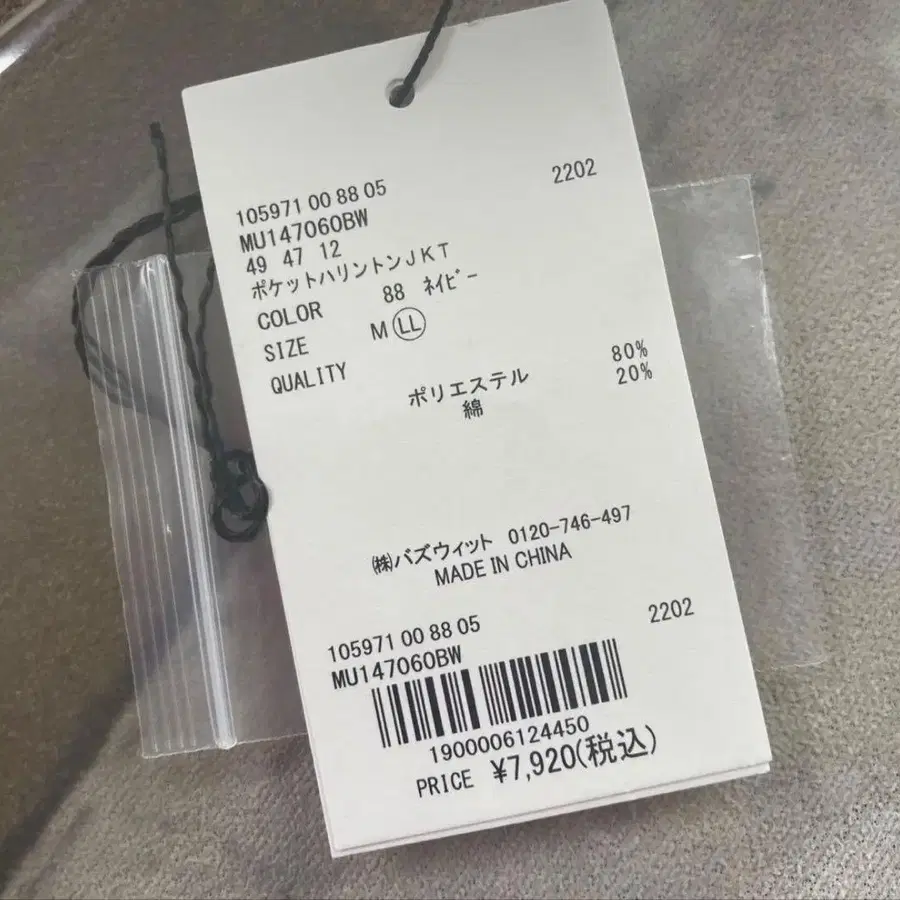 105971 00 88 05 2202
MU147060BW
49 47 12
ポケットハリントンJKT
COLOR 88 ネイビー
SIZE M LL
QUALITY
ポリエステル 80%
綿 20%
㈱バズウィット 0120-746-497
MADE IN CHINA
105971 00 88 05 2202
MU147060BW
1900006124450
PRICE ¥7,920(税込)